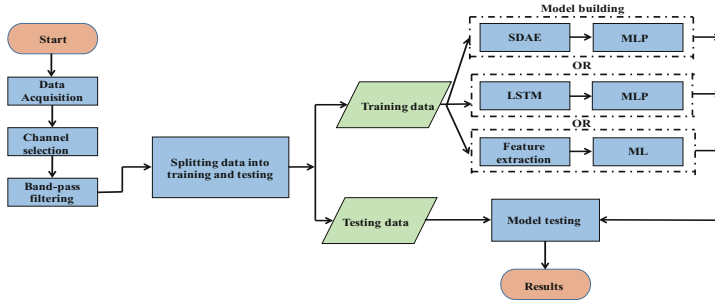 Model building
Start
SDAE
MLP
OR
Data
Acquisition
LSTM
MLP
Training data
OR
Channel
selection
Feature
extraction
ML
Splitting data into
training and testing
Band-pass
filtering
Testing data
Model testing
Results